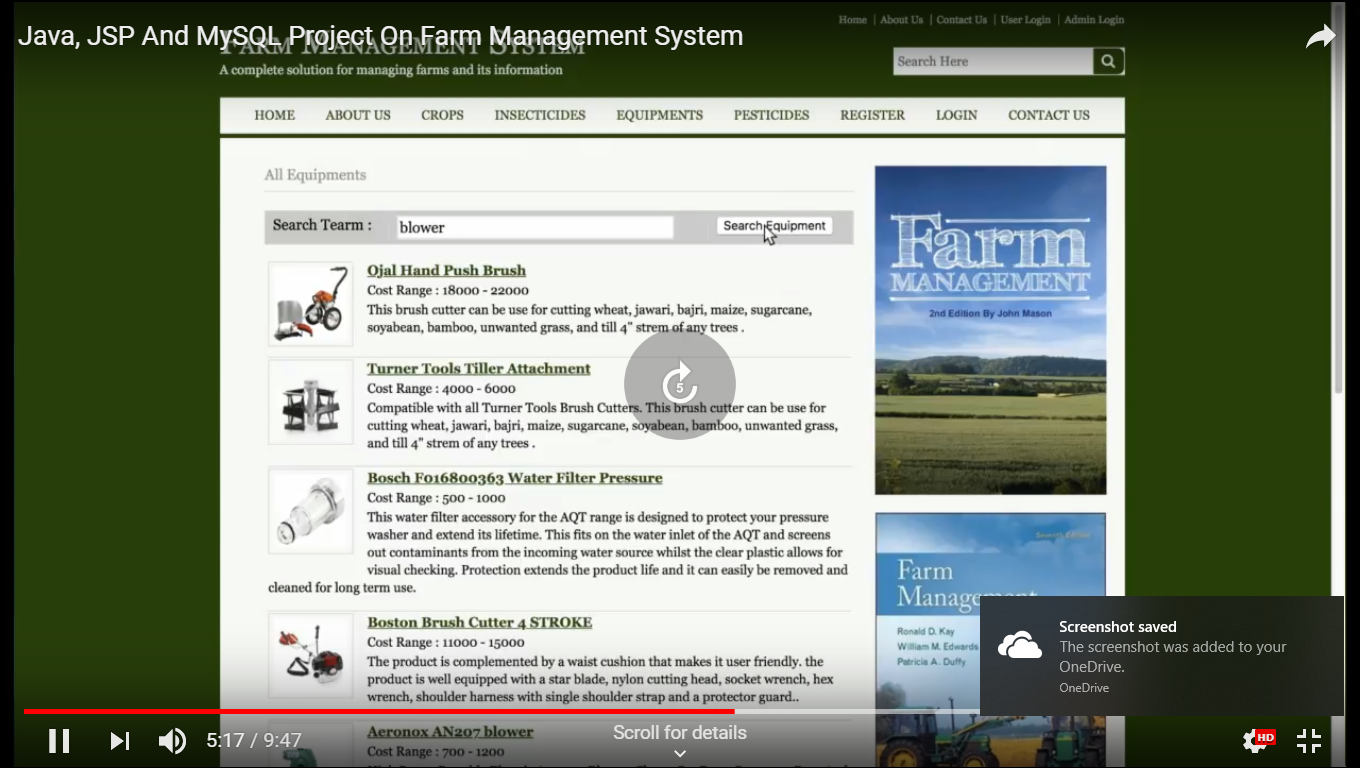 Java, JSP And MySQL Project On Farm Management System
Home | About Us | Contact Us | User Login | Admin Login
FARM MANAGEMENT SYSTEM
A complete solution for managing farms and its information
Search Here
HOME ABOUT US CROPS INSECTICIDES EQUIPMENTS PESTICIDES REGISTER LOGIN CONTACT US
All Equipments
Search Tearm : blower Search Equipment
Ojal Hand Push Brush
Cost Range : 18000 - 22000
This brush cutter can be use for cutting wheat, jawari, bajri, maize, sugarcane,
soyabean, bamboo, unwanted grass, and till 4" strem of any trees .
Turner Tools Tiller Attachment
Cost Range : 4000 - 6000
Compatible with all Turner Tools Brush Cutters. This brush cutter can be use for
cutting wheat, jawari, bajri, maize, sugarcane, soyabean, bamboo, unwanted grass,
and till 4" strem of any trees .
5
Bosch F016800363 Water Filter Pressure
Cost Range : 500 - 1000
This water filter accessory for the AQT range is designed to protect your pressure
washer and extend its lifetime. This fits on the water inlet of the AQT and screens
out contaminants from the incoming water source whilst the clear plastic allows for
visual checking. Protection extends the product life and it can easily be removed and
cleaned for long term use.
Boston Brush Cutter 4 STROKE
Cost Range : 11000 - 15000
The product is complemented by a waist cushion that makes it user friendly. the
product is well equipped with a star blade, nylon cutting head, socket wrench, hex
wrench, shoulder harness with single shoulder strap and a protector guard..
Aeronox AN207 blower
Cost Range : 700 - 1200
Farm
MANAGEMENT
2nd Edition By John Mason
Seventh Edition
Farm
Management
Ronald D. Kay
William M. Edwards
Patricia A. Duffy
Screenshot saved
The screenshot was added to your
OneDrive.
OneDrive
5:17 / 9:47
Scroll for details
HD